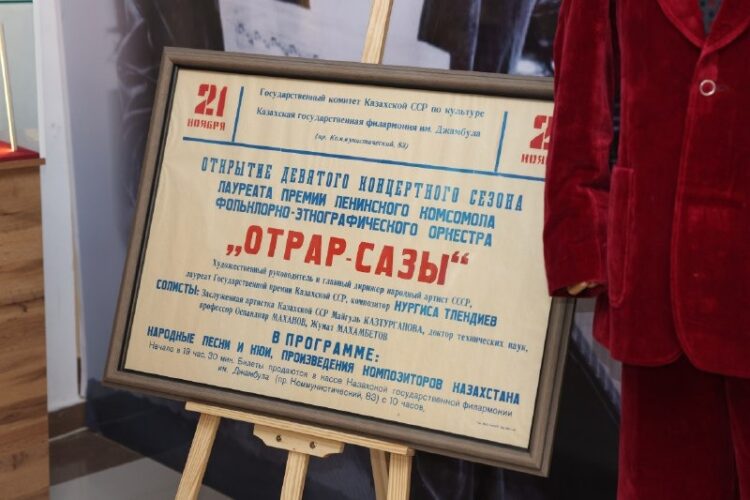 21
НОЯБРЯ
Государственный комитет Казахской ССР по культуре
Казахская государственная филармония им. Джамбула
(пр. Коммунистический, 83)
2
НОЯ
ОТКРЫТИЕ ДЕВЯТОГО КОНЦЕРТНОГО СЕЗОНА
ЛАУРЕАТА ПРЕМИИ ЛЕНИНСКОГО КОМСОМОЛА
ФОЛЬКЛОРНО-ЭТНОГРАФИЧЕСКОГО ОРКЕСТРА
„ОТРАР-САЗЫ“
Художественный руководитель и главный дирижер народный артист СССР,
лауреат Государственной премии Казахской ССР, композитор НУРГИСА ТЛЕНДИЕВ
СОЛИСТЫ: Заслуженная артистка Казахской ССР Майгуль КАЗТУРГАНОВА, доктор технических наук,
профессор Оспанхаир МАХАНОВ, Жумат МАХАМБЕТОВ
В ПРОГРАММЕ:
НАРОДНЫЕ ПЕСНИ И КЮИ, ПРОИЗВЕДЕНИЯ КОМПОЗИТОРОВ КАЗАХСТАНА
Начало в 19 час. 30 мин. Билеты продаются в кассе Казахской государственной филармонии
им. Джамбула (пр. Коммунистический, 83) с 10 часов.